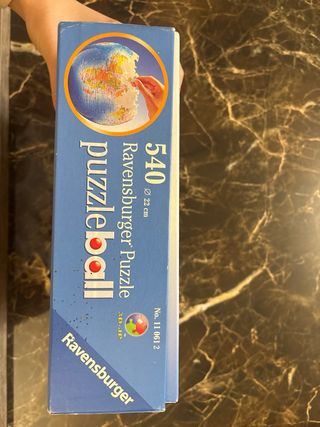 540 ⌀ 22 cm
Ravensburger® Puzzle
puzzleball
No. 11 061 2
Ravensburger